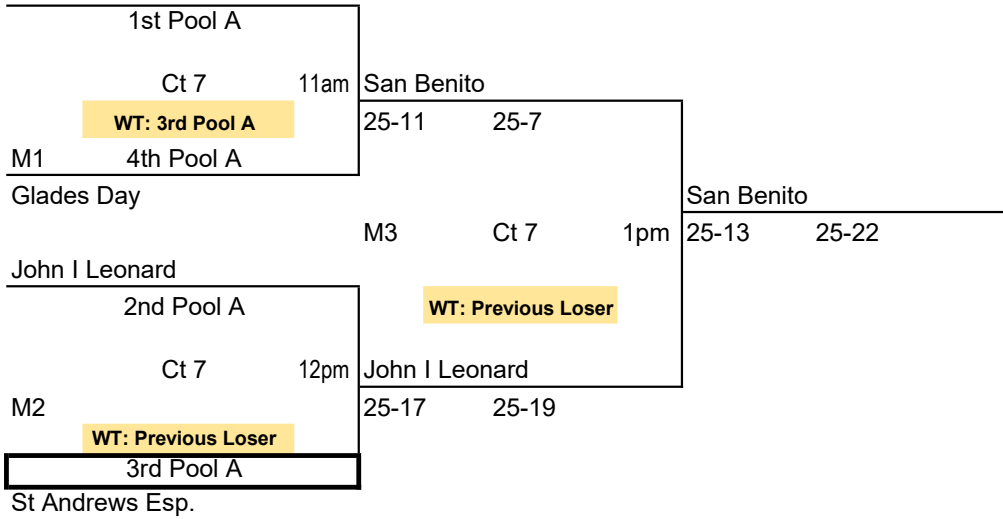 1st Pool A
Ct 7 11am San Benito
WT: 3rd Pool A 25-11 25-7
M1 4th Pool A
Glades Day San Benito
M3 Ct 7 1pm 25-13 25-22
John I Leonard
2nd Pool A WT: Previous Loser
Ct 7 12pm John I Leonard
M2 25-17 25-19
WT: Previous Loser
3rd Pool A
St Andrews Esp.